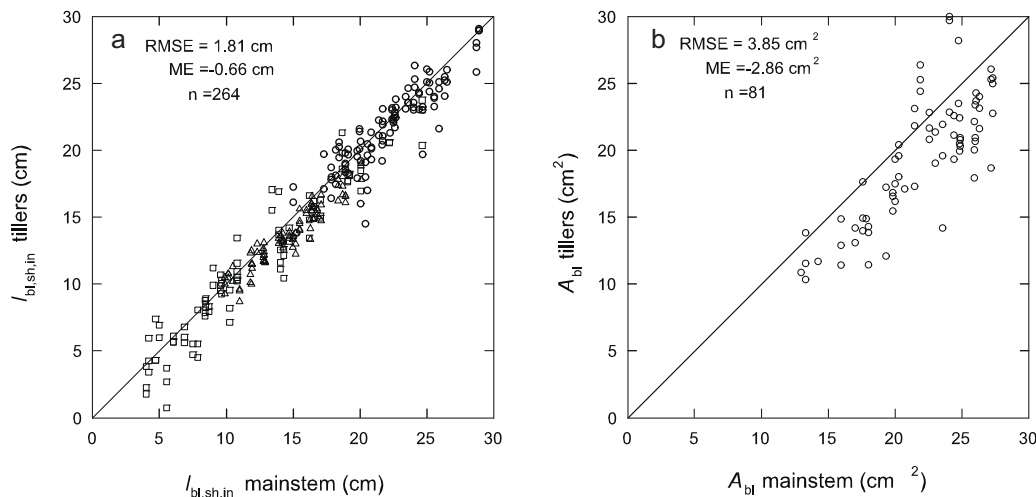 a
RMSE = 1.81 cm
ME =-0.66 cm
n =264
30
25
20
15
10
5
0
0 5 10 15 20 25 30
l bl,sh,in tillers (cm)
l bl,sh,in mainstem (cm)
b
RMSE = 3.85 cm 2
ME =-2.86 cm 2
n =81
30
25
20
15
10
5
0
0 5 10 15 20 25 30
A bl tillers (cm2)
A bl mainstem (cm 2)